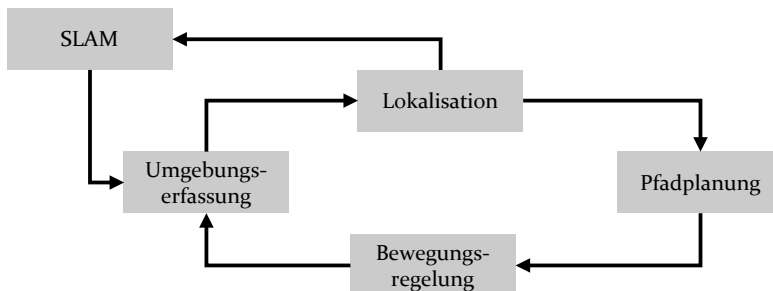 SLAM
Lokalisation
Umgebungs-
erfassung
Pfadplanung
Bewegungs-
regelung